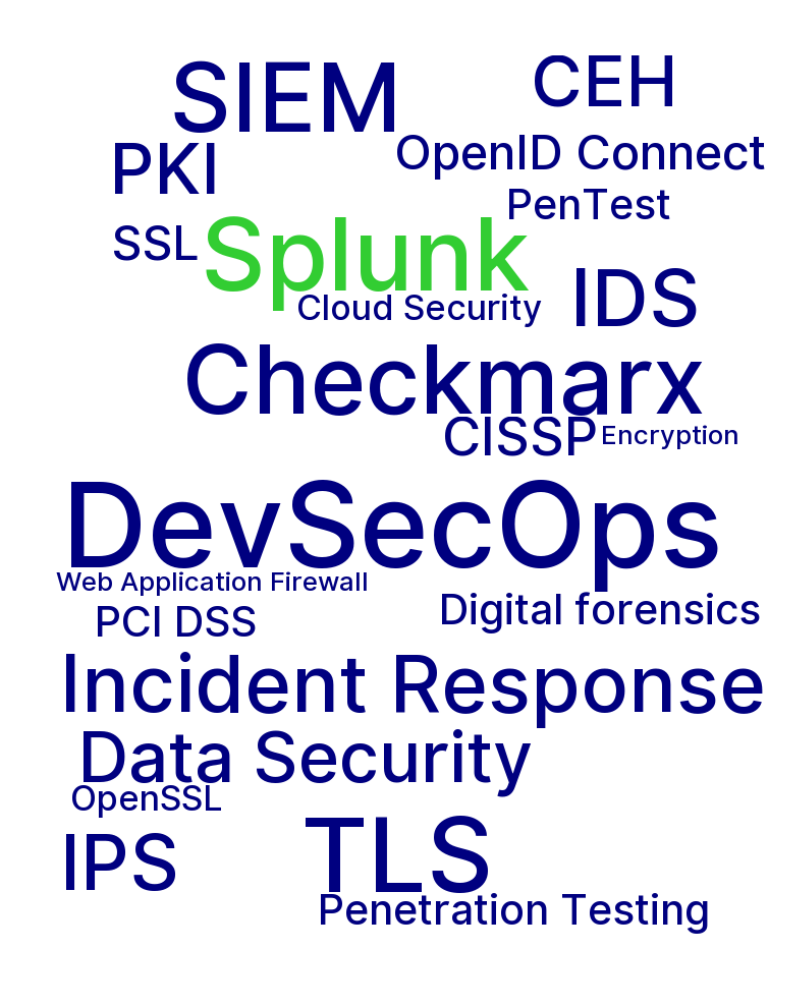 SIEM
CEH
PKI
OpenID Connect
PenTest
SSL
Splunk
IDS
Cloud Security
Checkmarx
CISSP
Encryption
DevSecOps
Web Application Firewall
PCI DSS
Digital forensics
Incident Response
Data Security
OpenSSL
IPS
TLS
Penetration Testing